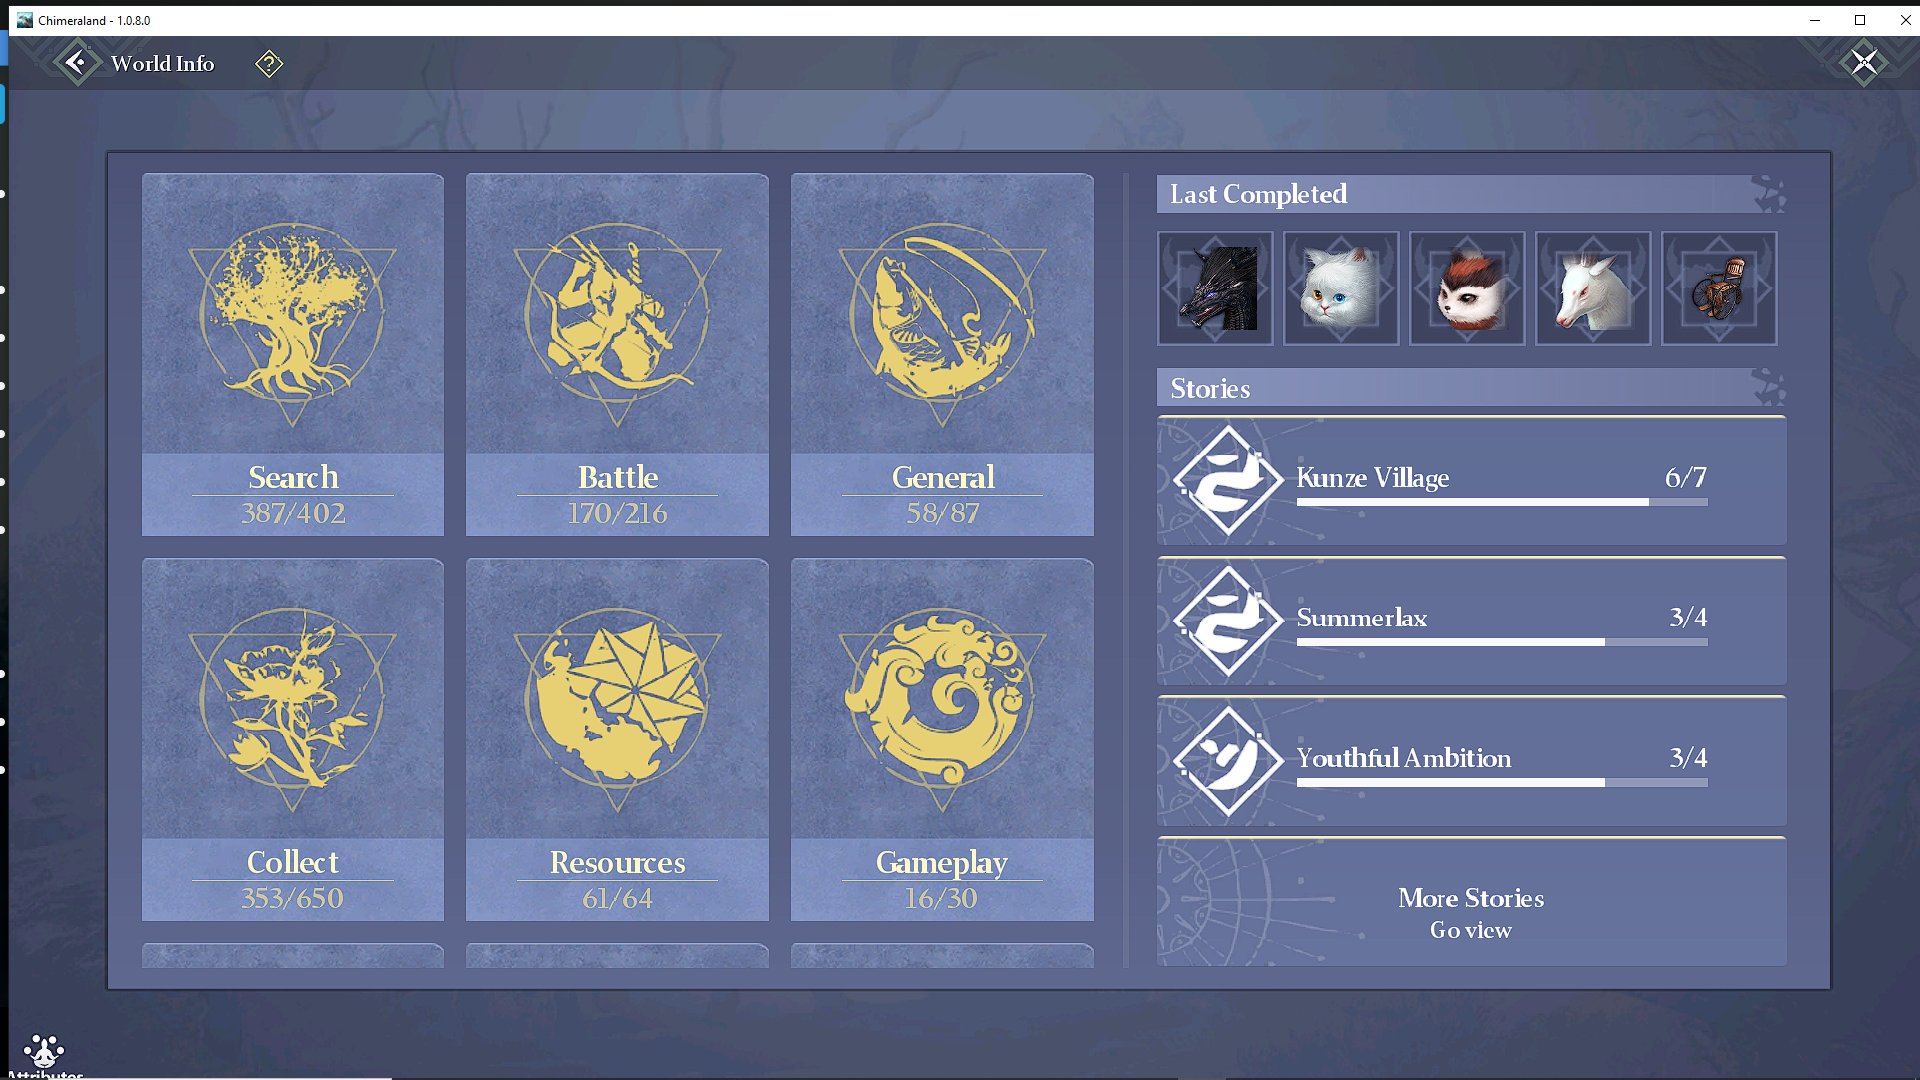 Chimeraland - 1.0.8.0
World Info
?
Search
387/402
Battle
170/216
General
58/87
Collect
353/650
Resources
61/64
Gameplay
16/30
Last Completed
Stories
Kunze Village
6/7
Summerlax
3/4
Youthful Ambition
3/4
More Stories
Go view
Attributes